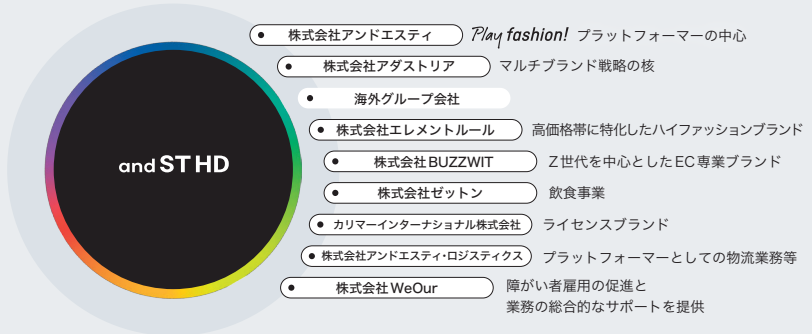 and ST HD
株式会社アンドエスティ Play fashion! プラットフォーマーの中心
株式会社アダストリア マルチブランド戦略の核
海外グループ会社
株式会社エレメントルール 高価格帯に特化したハイファッションブランド
株式会社BUZZWIT Z世代を中心としたEC専業ブランド
株式会社ゼットン 飲食事業
カリマーインターナショナル株式会社 ライセンスブランド
株式会社アンドエスティ・ロジスティクス プラットフォーマーとしての物流業務等
株式会社WeOur 障がい者雇用の促進と
業務の総合的なサポートを提供